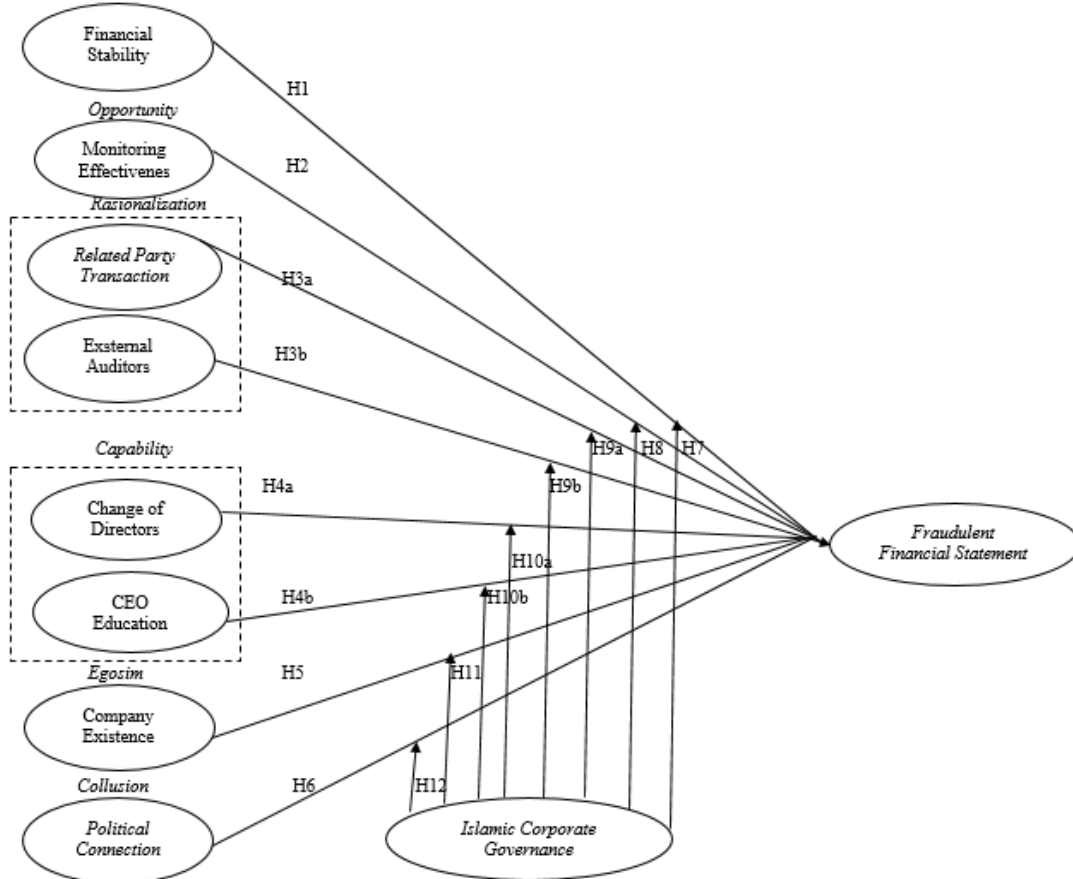 Financial
Stability
H1
Opportunity
Monitoring
Effectivenes
H2
Rasionalization
Related Party
Transaction
H3a
Exsternal
Auditors
H3b
H9a
H8
H7
Capability
H9b
H4a
Change of
Directors
Fraudulent
Financial Statement
H10a
CEO
Education
H4b
H10b
Egosim
H5
H11
Company
Existence
Collusion
H6
H12
Political
Connection
Islamic Corporate
Governance